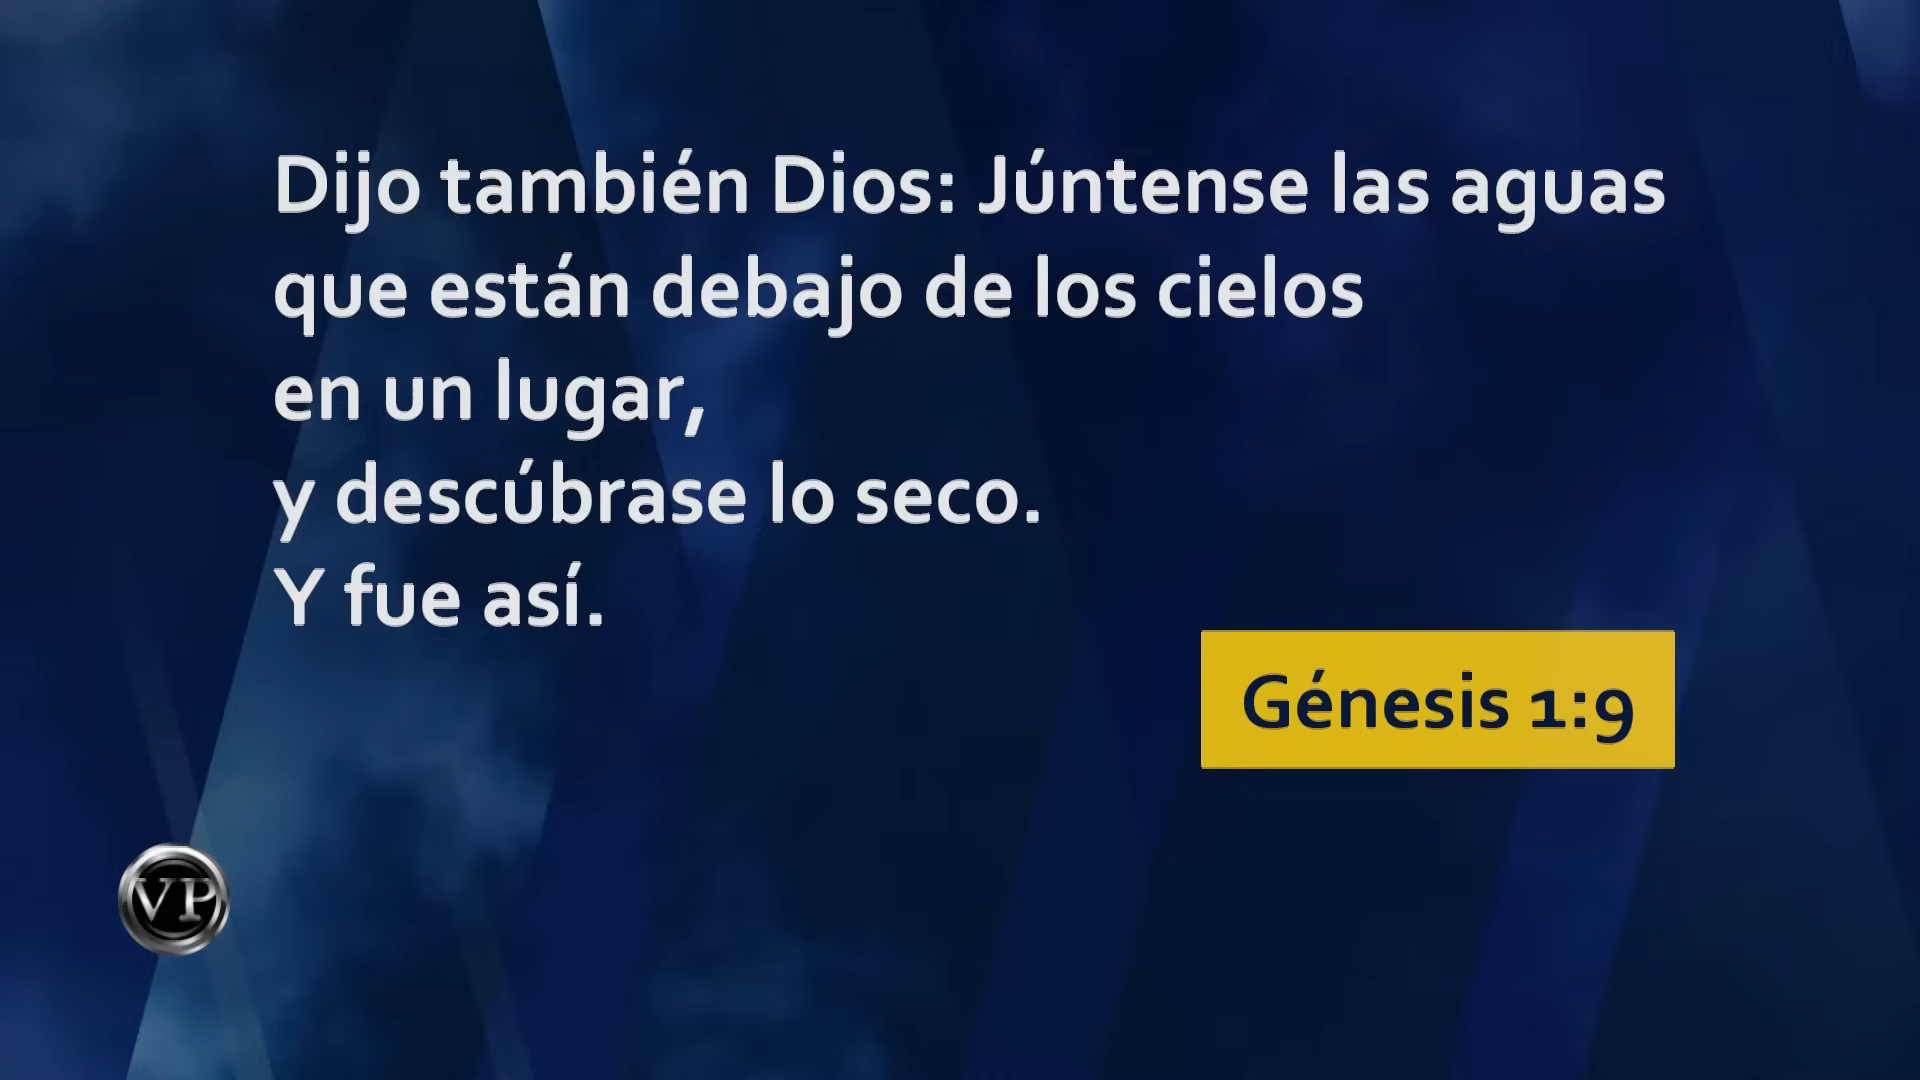 Dijo también Dios: Júntense las aguas
que están debajo de los cielos
en un lugar,
y descúbrase lo seco.
Y fue así.
Génesis 1:9
VP